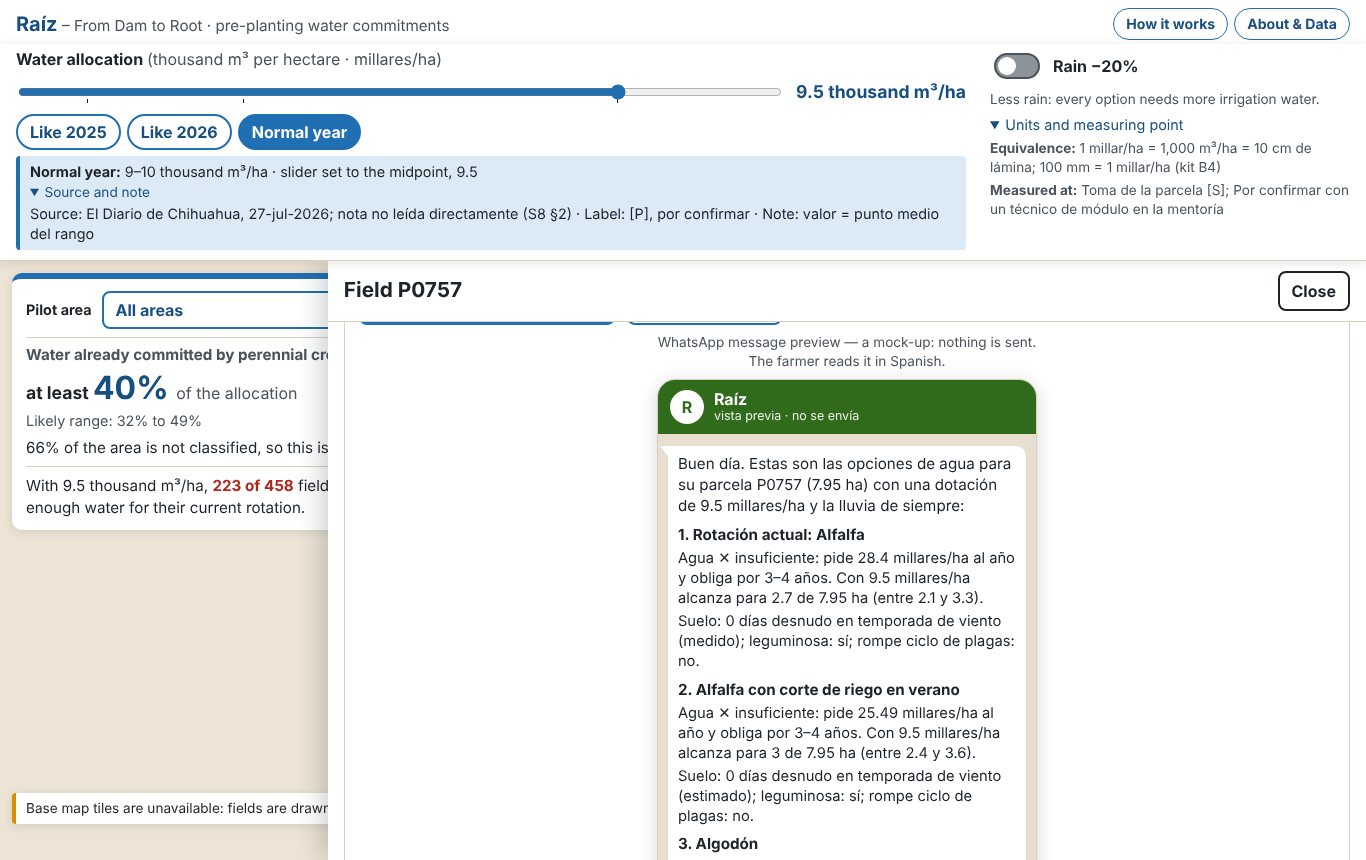 Raíz – From Dam to Root · pre-planting water commitments
How it works
About & Data
Water allocation (thousand m³ per hectare · millares/ha)
9.5 thousand m³/ha
Like 2025
Like 2026
Normal year
Normal year: 9–10 thousand m³/ha · slider set to the midpoint, 9.5
▼ Source and note
Source: El Diario de Chihuahua, 27-jul-2026; nota no leída directamente (S8 §2) · Label: [P], por confirmar · Note: valor = punto medio
del rango
Rain −20%
Less rain: every option needs more irrigation water.
▼ Units and measuring point
Equivalence: 1 millar/ha = 1,000 m³/ha = 10 cm de
lámina; 100 mm = 1 millar/ha (kit B4)
Measured at: Toma de la parcela [S]; Por confirmar con
un técnico de módulo en la mentoría
Pilot area
All areas
Water already committed by perennial cr
at least 40% of the allocation
Likely range: 32% to 49%
66% of the area is not classified, so this is
With 9.5 thousand m³/ha, 223 of 458 field
enough water for their current rotation.
Base map tiles are unavailable: fields are drawn
Field P0757
Close
WhatsApp message preview — a mock-up: nothing is sent.
The farmer reads it in Spanish.
R
Raíz
vista previa · no se envía
Buen día. Estas son las opciones de agua para
su parcela P0757 (7.95 ha) con una dotación
de 9.5 millares/ha y la lluvia de siempre:
1. Rotación actual: Alfalfa
Agua ✕ insuficiente: pide 28.4 millares/ha al año
y obliga por 3–4 años. Con 9.5 millares/ha
alcanza para 2.7 de 7.95 ha (entre 2.1 y 3.3).
Suelo: 0 días desnudo en temporada de viento
(medido); leguminosa: sí; rompe ciclo de plagas:
no.
2. Alfalfa con corte de riego en verano
Agua ✕ insuficiente: pide 25.49 millares/ha al
año y obliga por 3–4 años. Con 9.5 millares/ha
alcanza para 3 de 7.95 ha (entre 2.4 y 3.6).
Suelo: 0 días desnudo en temporada de viento
(estimado); leguminosa: sí; rompe ciclo de
plagas: no.
3. Algodón